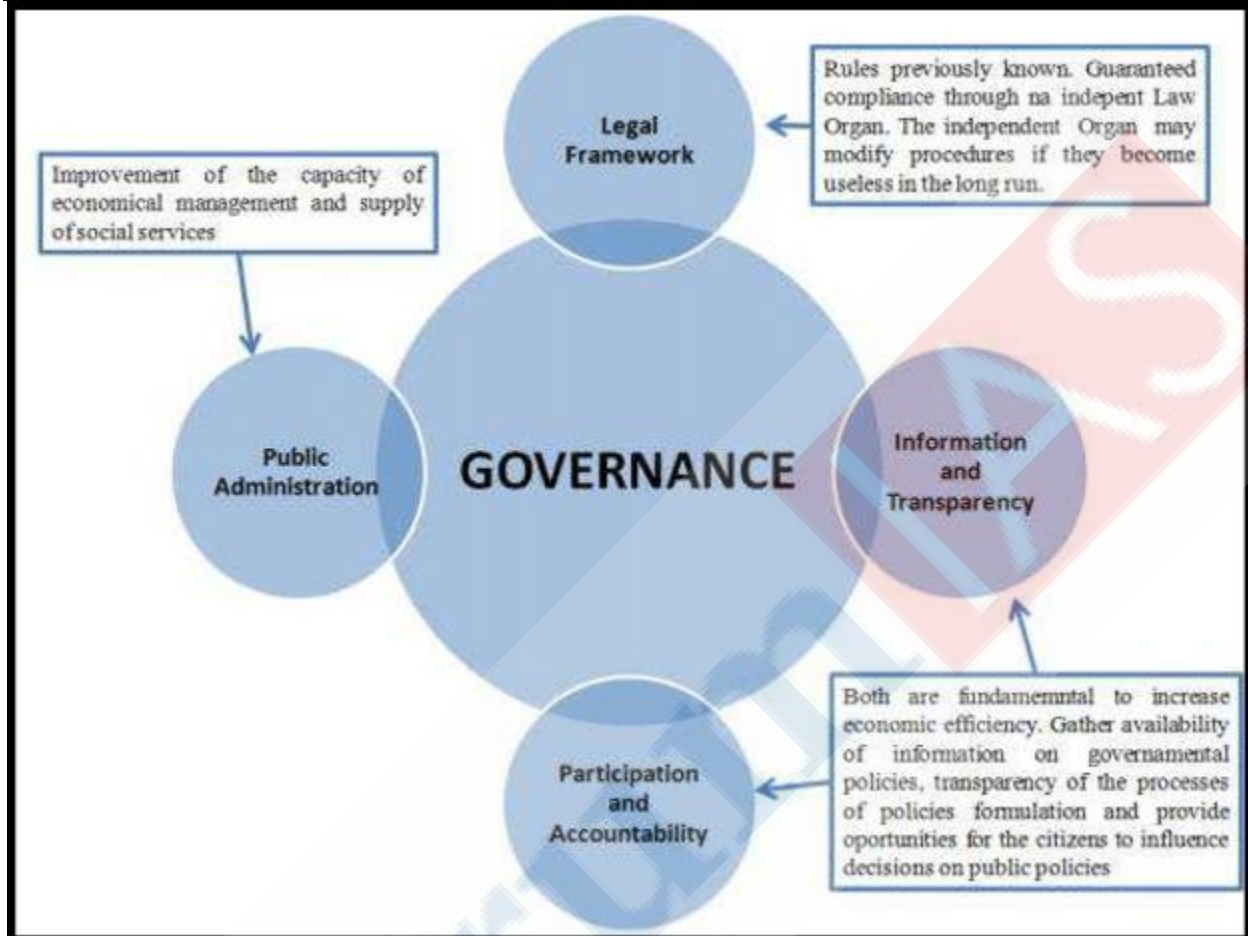 Legal
Framework
Rules previously known. Guaranteed
compliance through na indepent Law
Organ. The independent Organ may
modify procedures if they become
useless in the long run.
Improvement of the capacity of
economical management and supply
of social services
Public
Administration
GOVERNANCE
Information
and
Transparency
Participation
and
Accountability
Both are fundamemntal to increase
economic efficiency. Gather availability
of information on governamental
policies, transparency of the processes
of policies formulation and provide
oportunities for the citizens to influence
decisions on public policies
IAS